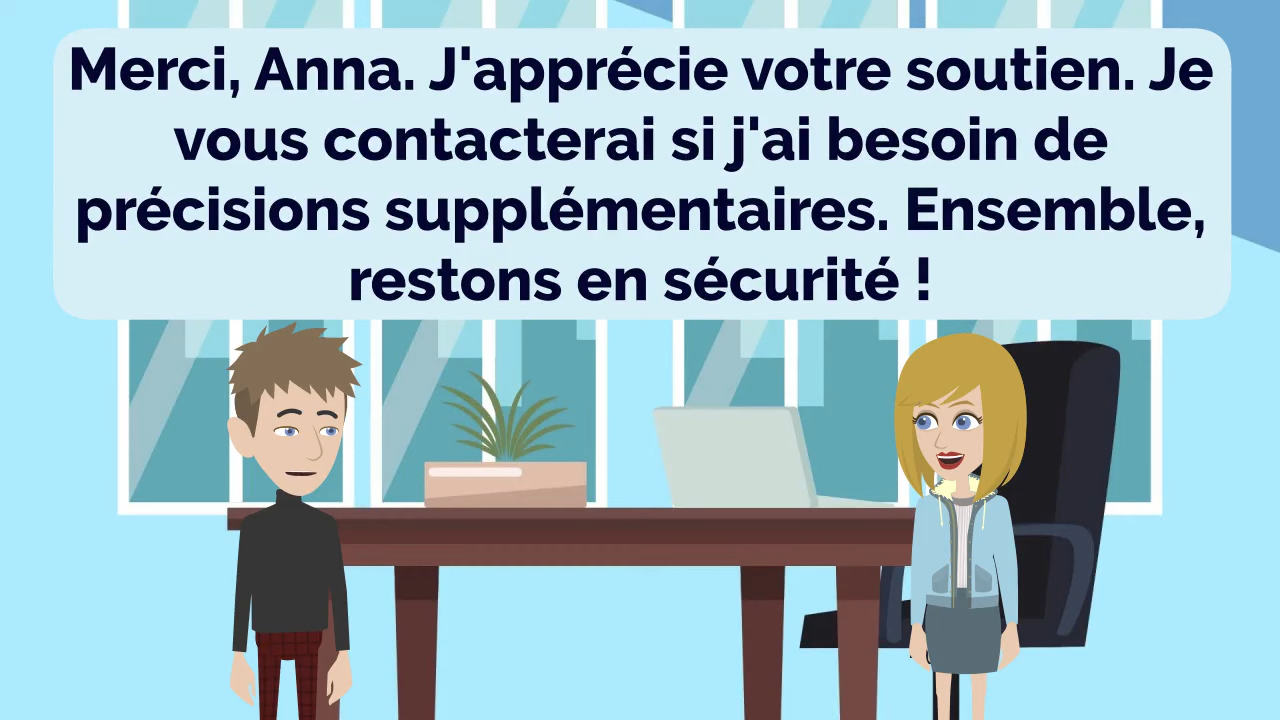 Merci, Anna. J'apprécie votre soutien. Je
vous contacterai si j'ai besoin de
précisions supplémentaires. Ensemble,
restons en sécurité !